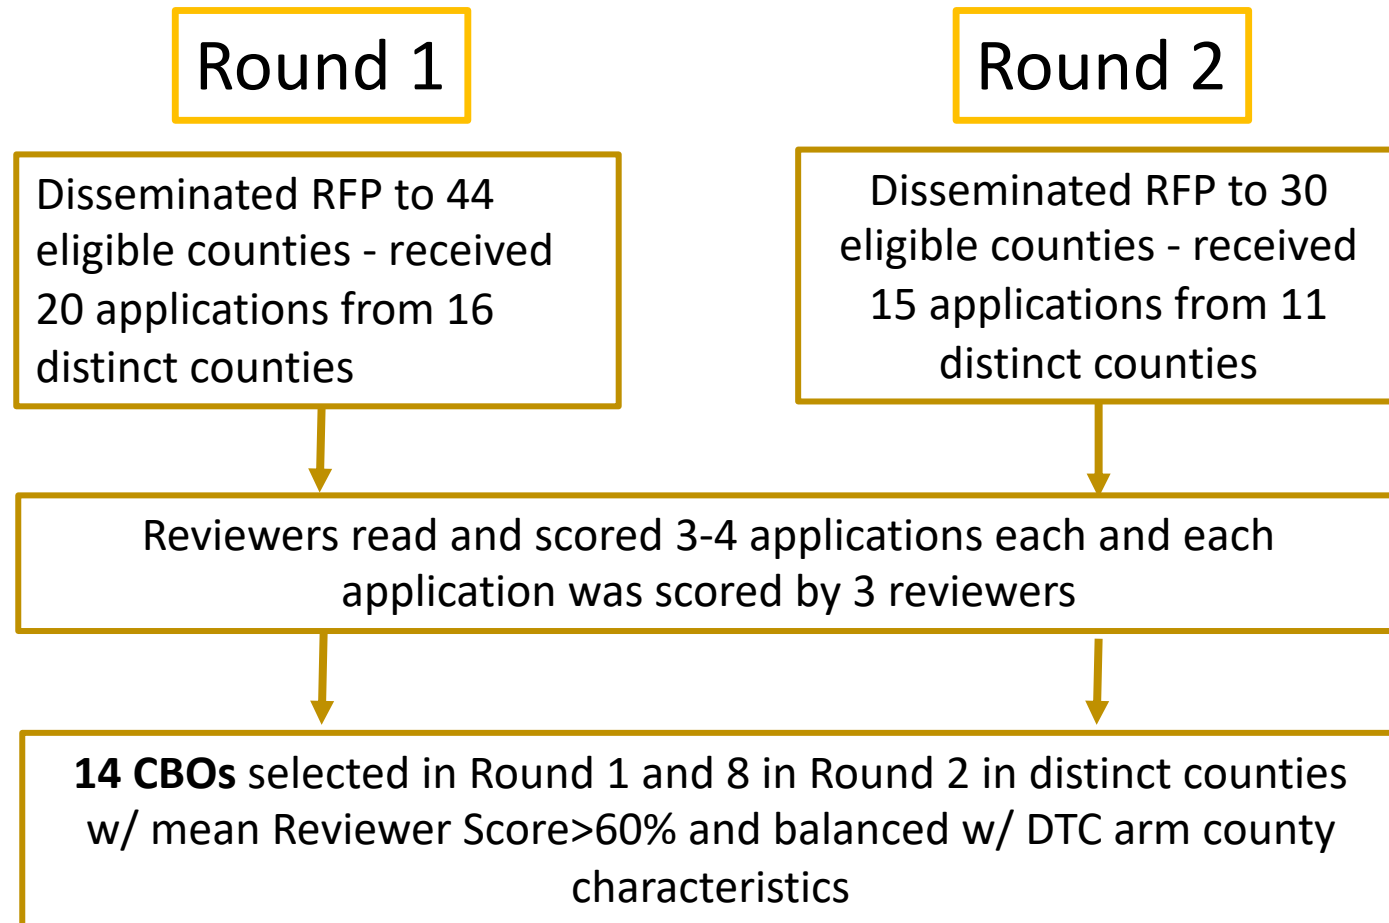 Round 1
Round 2
Disseminated RFP to 44
eligible counties - received
20 applications from 16
distinct counties
Disseminated RFP to 30
eligible counties - received
15 applications from 11
distinct counties
Reviewers read and scored 3-4 applications each and each
application was scored by 3 reviewers
14 CBOs selected in Round 1 and 8 in Round 2 in distinct counties
w/ mean Reviewer Score>60% and balanced w/ DTC arm county
characteristics